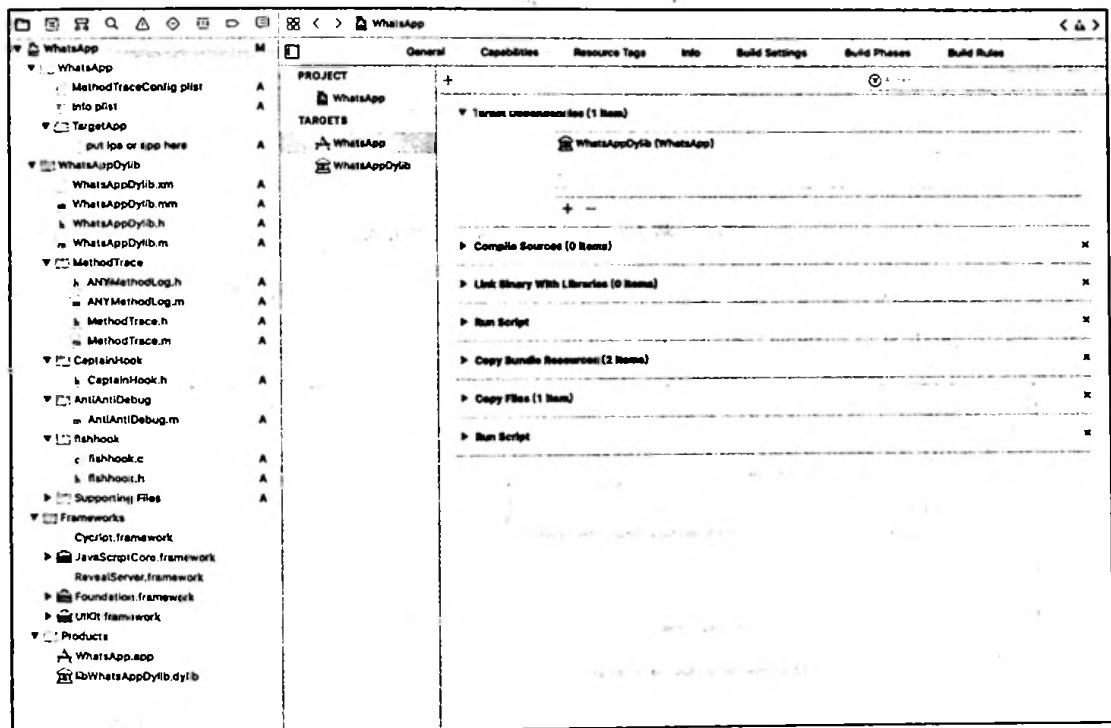 WhatsApp
WhatsApp M
WhatsApp
MethodTraceConfig.plist A
Info.plist A
TargetApp
put ipa or app here A
WhatsAppDylib
WhatsAppDylib.xm A
WhatsAppDylib.mm A
WhatsAppDylib.h A
WhatsAppDylib.m A
MethodTrace
ANYMethodLog.h A
ANYMethodLog.m A
MethodTrace.h A
MethodTrace.m A
CaptainHook
CaptainHook.h A
AntiAntiDebug
AntiAntiDebug.m A
fishhook
fishhook.c A
fishhook.h A
Supporting Files A
Frameworks
Cycript.framework
JavaScriptCore.framework
RevealServer.framework
Foundation.framework
UIKit.framework
Products
WhatsApp.app
libWhatsAppDylib.dylib
General Capabilities Resource Tags Info Build Settings Build Phases Build Rules
PROJECT
WhatsApp
TARGETS
WhatsApp
WhatsAppDylib
Target Dependencies (1 item)
WhatsAppDylib (WhatsApp)
Compile Sources (0 items)
Link Binary With Libraries (0 items)
Run Script
Copy Bundle Resources (2 items)
Copy Files (1 item)
Run Script